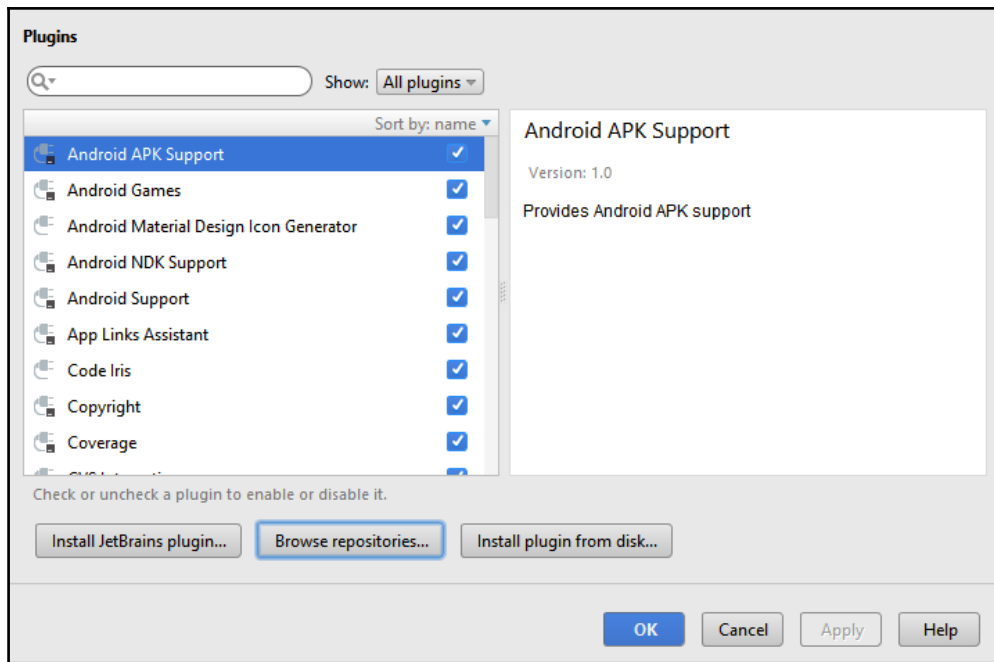 Plugins
Show: All plugins
Sort by: name
Android APK Support
Android Games
Android Material Design Icon Generator
Android NDK Support
Android Support
App Links Assistant
Code Iris
Copyright
Coverage
Android APK Support
Version: 1.0
Provides Android APK support
Check or uncheck a plugin to enable or disable it.
Install JetBrains plugin... Browse repositories... Install plugin from disk...
OK Cancel Apply Help